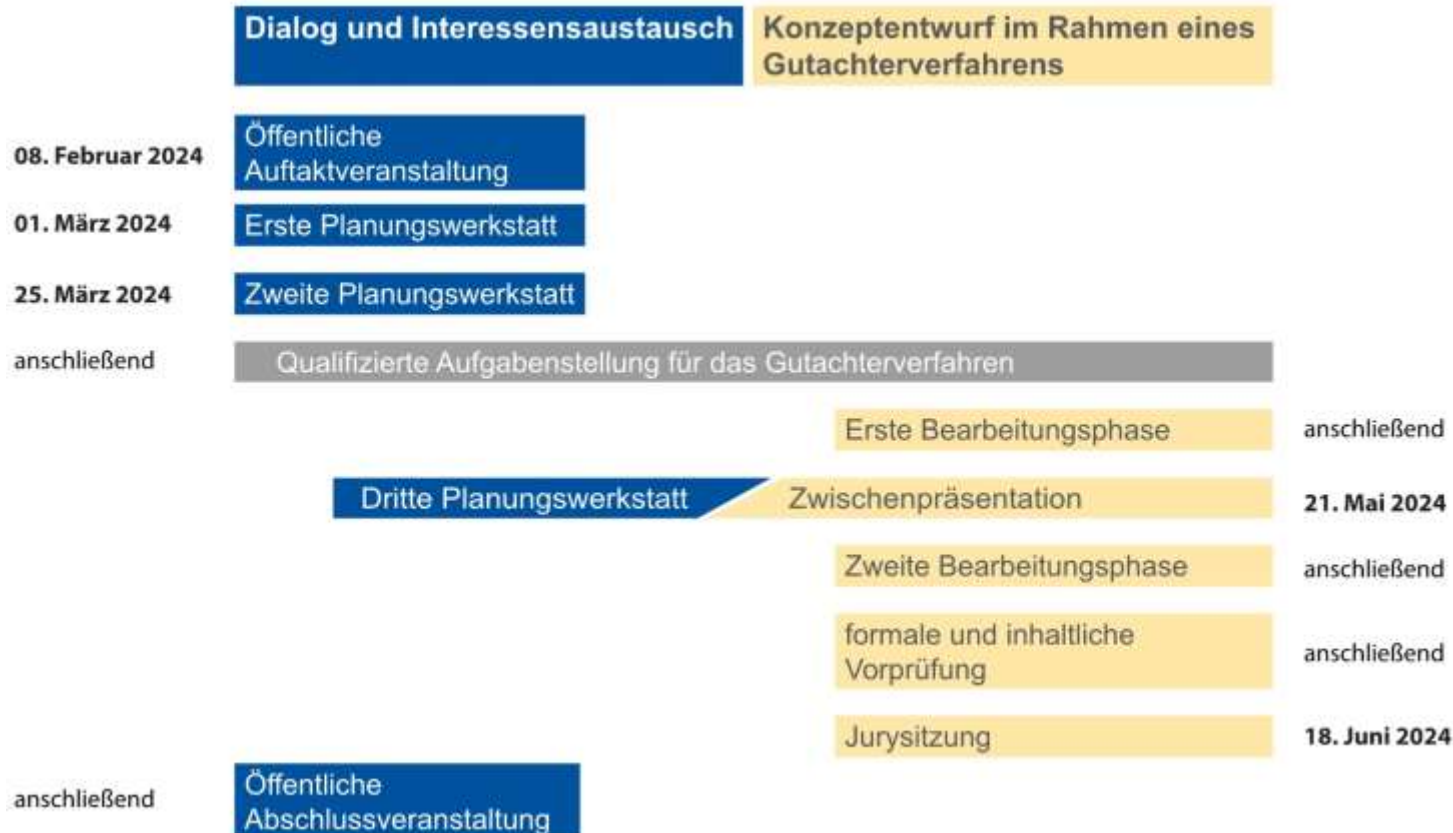 Dialog und Interessensaustausch
Konzeptentwurf im Rahmen eines
Gutachterverfahrens
08. Februar 2024
Öffentliche
Auftaktveranstaltung
01. März 2024
Erste Planungswerkstatt
25. März 2024
Zweite Planungswerkstatt
anschließend
Qualifizierte Aufgabenstellung für das Gutachterverfahren
Erste Bearbeitungsphase
anschließend
Dritte Planungswerkstatt
Zwischenpräsentation
21. Mai 2024
Zweite Bearbeitungsphase
anschließend
formale und inhaltliche
Vorprüfung
anschließend
Jurysitzung
18. Juni 2024
anschließend
Öffentliche
Abschlussveranstaltung